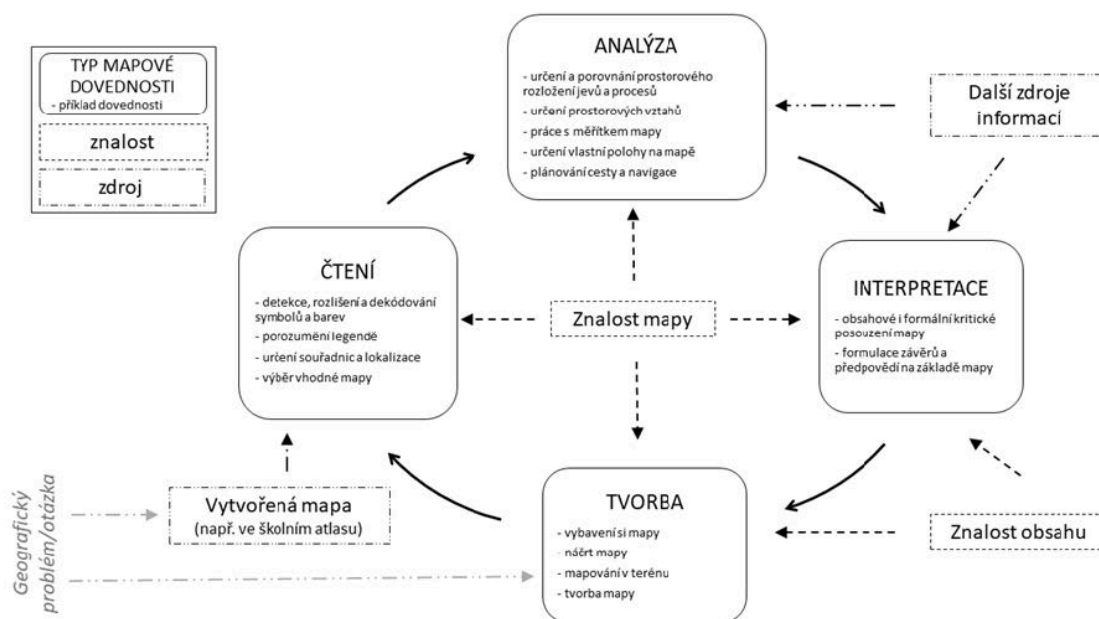 TYP MAPOVÉ
DOVEDNOSTI
- příklad dovednosti
znalost
zdroj
ANALÝZA
- určení a porovnání prostorového
rozložení jevů a procesů
- určení prostorových vztahů
- práce s měřítkem mapy
- určení vlastní polohy na mapě
- plánování cesty a navigace
Další zdroje
informací
ČTENÍ
- detekce, rozlišení a dekódování
symbolů a barev
- porozumění legendě
- určení souřadnic a lokalizace
- výběr vhodné mapy
Znalost mapy
INTERPRETACE
- obsahové i formální kritické
posouzení mapy
- formulace závěrů a
předpovědí na základě mapy
Geografický
problém/otázka
Vytvořená mapa
(např. ve školním atlasu)
TVORBA
- vybavení si mapy
- náčrt mapy
- mapování v terénu
- tvorba mapy
Znalost obsahu